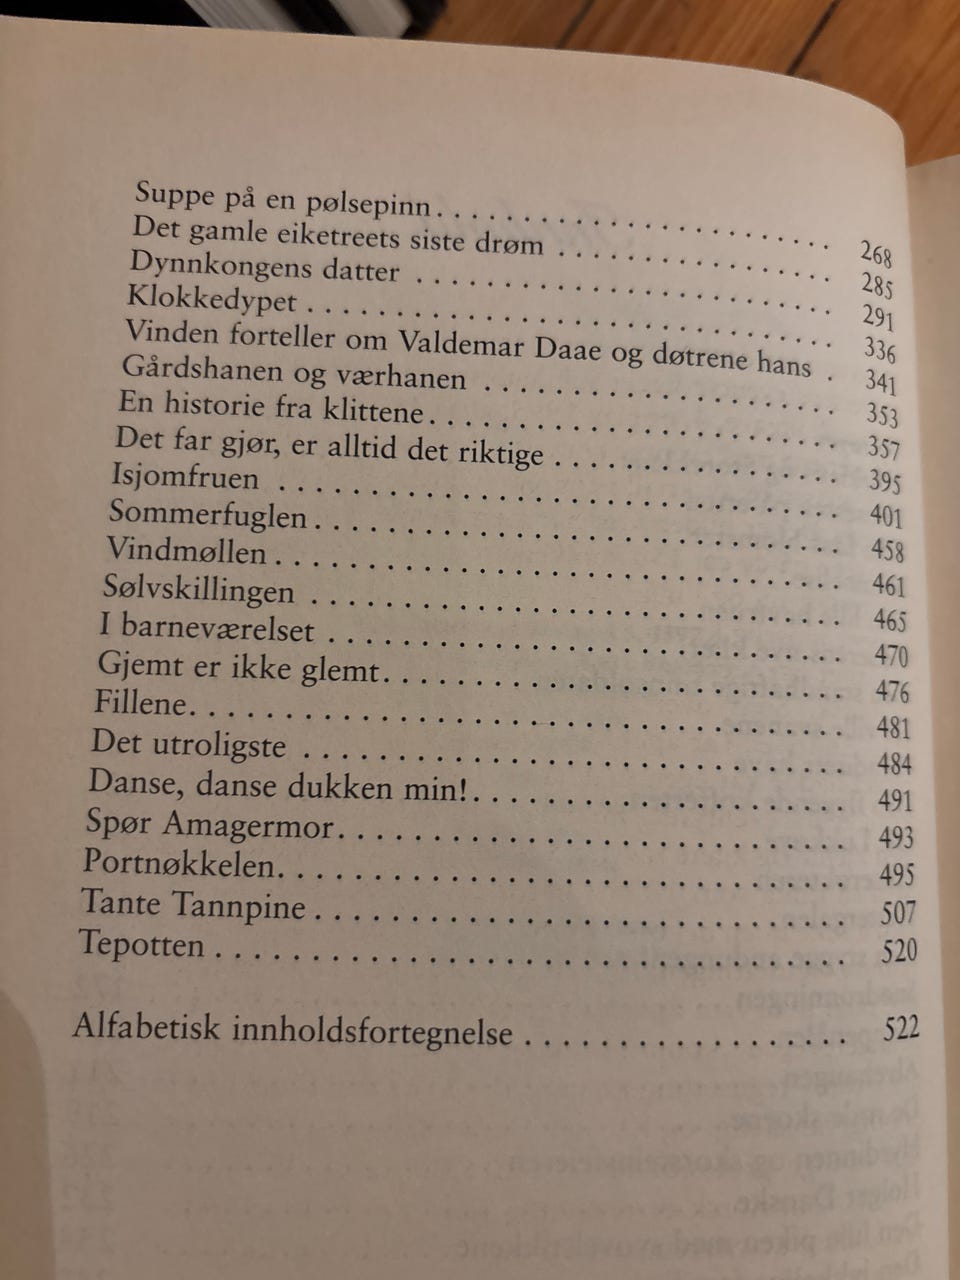 Suppe på en pølsepinn . . . . . . . . . . . . . . . . . . . . . 268
Det gamle eiketreets siste drøm . . . . . . . . . . . . . . . 285
Dynnkongens datter . . . . . . . . . . . . . . . . . . . . . . 291
Klokkedypet . . . . . . . . . . . . . . . . . . . . . . . . . . . 336
Vinden forteller om Valdemar Daae og døtrene hans . 341
Gårdshanen og værhanen . . . . . . . . . . . . . . . . . . . 353
En historie fra klittene . . . . . . . . . . . . . . . . . . . . . . 357
Det far gjør, er alltid det riktige . . . . . . . . . . . . . . . 395
Isjomfruen . . . . . . . . . . . . . . . . . . . . . . . . . . . . . 401
Sommerfuglen . . . . . . . . . . . . . . . . . . . . . . . . . . . 458
Vindmøllen . . . . . . . . . . . . . . . . . . . . . . . . . . . . . 461
Sølvskillingen . . . . . . . . . . . . . . . . . . . . . . . . . . . 465
I barneværelset . . . . . . . . . . . . . . . . . . . . . . . . . . 470
Gjemt er ikke glemt . . . . . . . . . . . . . . . . . . . . . . . 476
Fillene . . . . . . . . . . . . . . . . . . . . . . . . . . . . . . . . . 481
Det utroligste . . . . . . . . . . . . . . . . . . . . . . . . . . . 484
Danse, danse dukken min! . . . . . . . . . . . . . . . . . . . 491
Spør Amagermor . . . . . . . . . . . . . . . . . . . . . . . . . 493
Portnøkkelen . . . . . . . . . . . . . . . . . . . . . . . . . . . . 495
Tante Tannpine . . . . . . . . . . . . . . . . . . . . . . . . . . 507
Tepotten . . . . . . . . . . . . . . . . . . . . . . . . . . . . . . . 520
Alfabetisk innholdsfortegnelse . . . . . . . . . . . . . . . . . 522